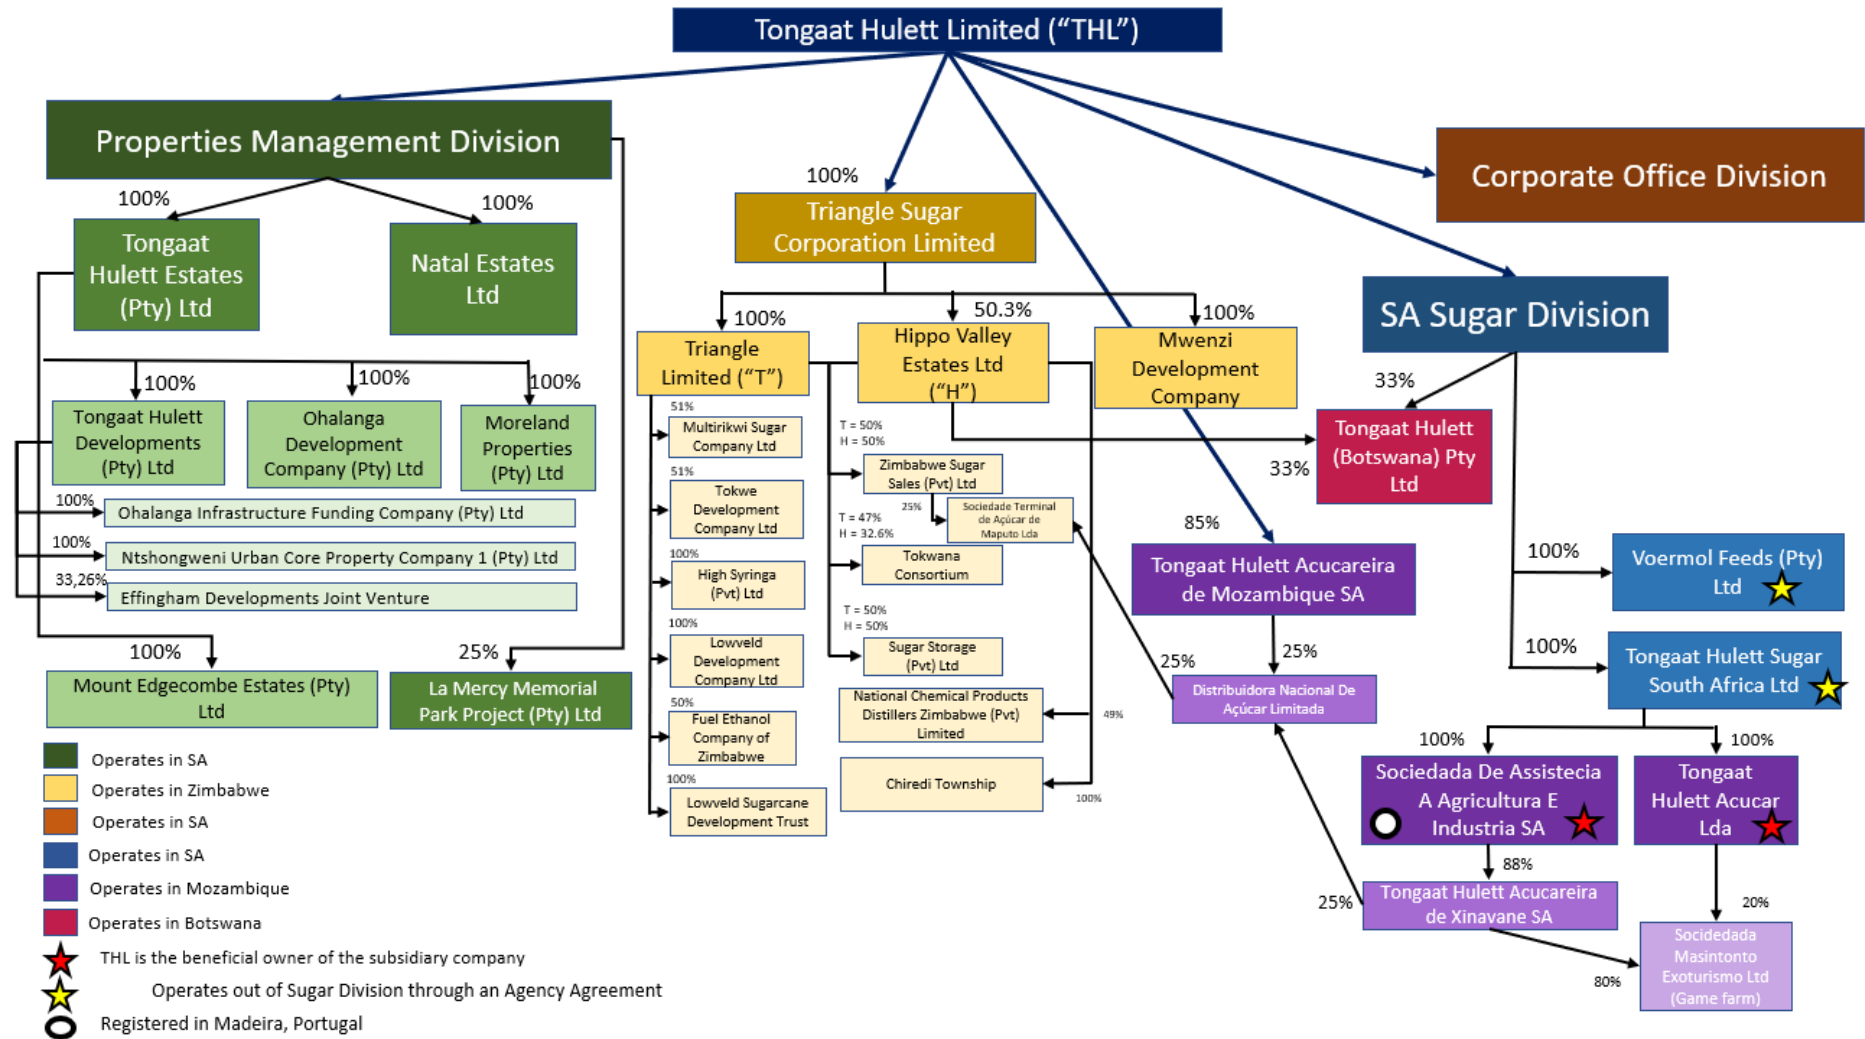 Tongaat Hulett Limited (“THL”)
Properties Management Division
Corporate Office Division
100%
Triangle Sugar
Corporation Limited
100%
100%
Tongaat
Hulett Estates
(Pty) Ltd
Natal Estates
Ltd
SA Sugar Division
100%
50.3%
100%
Triangle
Limited (“T”)
Hippo Valley
Estates Ltd
(“H”)
Mwenzi
Development
Company
33%
100%
100%
100%
Tongaat Hulett
Developments
(Pty) Ltd
Ohalanga
Development
Company (Pty) Ltd
Moreland
Properties
(Pty) Ltd
Tongaat Hulett
(Botswana) Pty
Ltd
33%
100%
Ohalanga Infrastructure Funding Company (Pty) Ltd
100%
Ntshongweni Urban Core Property Company 1 (Pty) Ltd
33,26%
Effingham Developments Joint Venture
100%
Mount Edgecombe Estates (Pty)
Ltd
25%
La Mercy Memorial
Park Project (Pty) Ltd
51%
Multirikwi Sugar
Company Ltd
51%
Tokwe
Development
Company Ltd
100%
High Syringa
(Pvt) Ltd
100%
Lowveld
Development
Company Ltd
50%
Fuel Ethanol
Company of
Zimbabwe
100%
Lowveld Sugarcane
Development Trust
T = 50%
H = 50%
Zimbabwe Sugar
Sales (Pvt) Ltd
25%
Sociedade Terminal
de Açúcar de
Maputo Lda
T = 47%
H = 32.6%
Tokwana
Consortium
T = 50%
H = 50%
Sugar Storage
(Pvt) Ltd
National Chemical Products
Distillers Zimbabwe (Pvt)
Limited
49%
Chiredi Township
100%
85%
Tongaat Hulett Acucareira
de Mozambique SA
25%
25%
Distribuidora Nacional De
Açúcar Limitada
100%
Voermol Feeds (Pty)
Ltd
100%
Tongaat Hulett Sugar
South Africa Ltd
100%
100%
Sociedada De Assistecia
A Agricultura E
Industria SA
Tongaat
Hulett Acucar
Lda
88%
25%
Tongaat Hulett Acucareira
de Xinavane SA
20%
80%
Socidedada
Masintonto
Exoturismo Ltd
(Game farm)
Operates in SA
Operates in Zimbabwe
Operates in SA
Operates in SA
Operates in Mozambique
Operates in Botswana
THL is the beneficial owner of the subsidiary company
Operates out of Sugar Division through an Agency Agreement
Registered in Madeira, Portugal